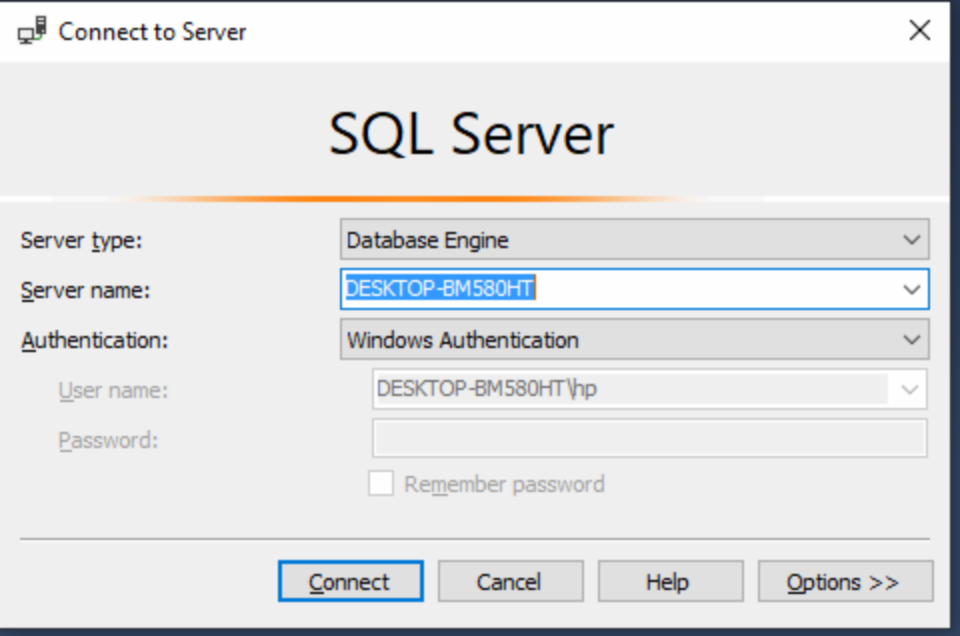 Connect to Server
SQL Server
Server type: Database Engine
Server name: DESKTOP-BM580HT
Authentication: Windows Authentication
User name: DESKTOP-BM580HT\hp
Password:
Remember password
Connect Cancel Help Options >>